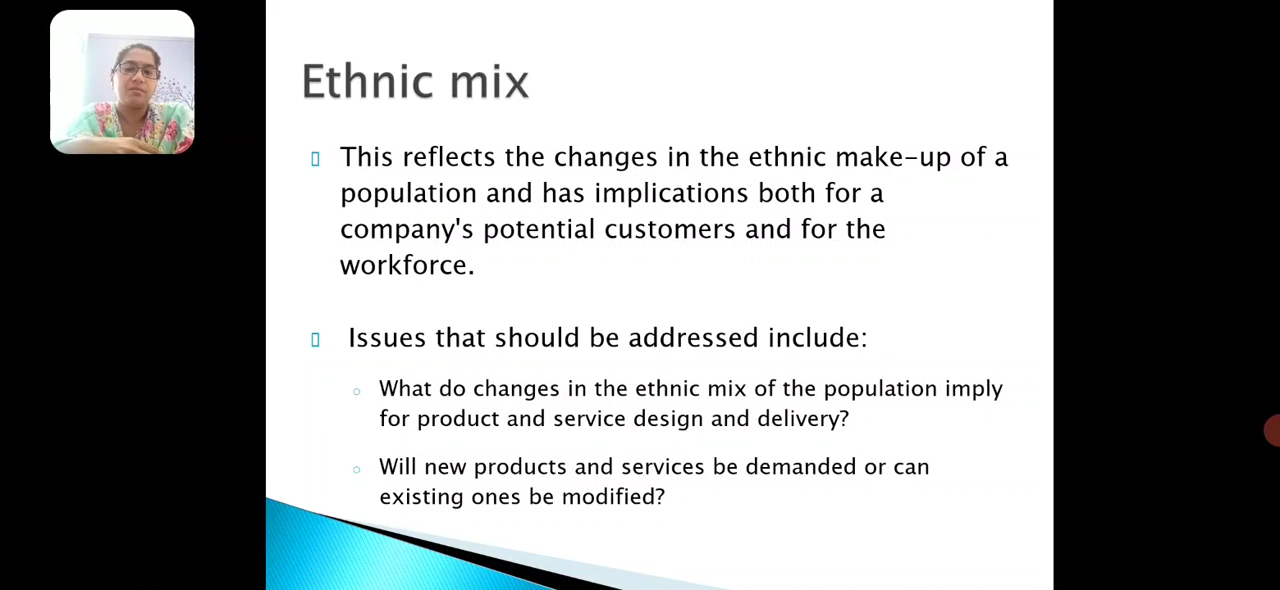 Ethnic mix
This reflects the changes in the ethnic make-up of a
population and has implications both for a
company's potential customers and for the
workforce.
Issues that should be addressed include:
What do changes in the ethnic mix of the population imply
for product and service design and delivery?
Will new products and services be demanded or can
existing ones be modified?